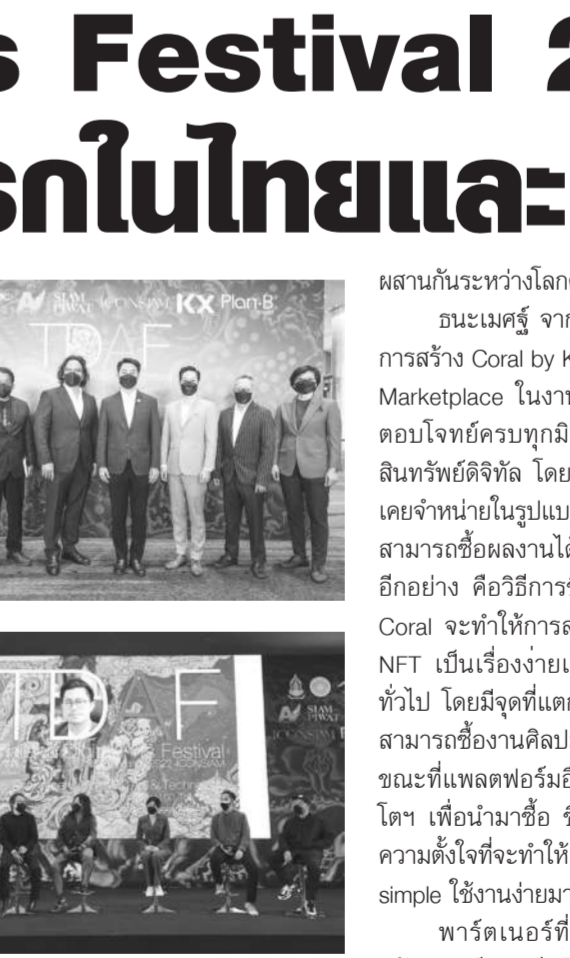 s Festival 2
รกในไทยและ
SIAM PIWAT ICONSIAM KX Plan·B
TDAF
TDAF
Festival
SIAM PIWAT
ICONSIAM
ผสานกันระหว่างโลก
ธนะเมศฐ์ จาก
การสร้าง Coral by K
Marketplace ในงาน
ตอบโจทย์ครบทุกมิ
สินทรัพย์ดิจิทัล โดย
เคยจำหน่ายในรูปแบ
สามารถซื้อผลงานได้
อีกอย่าง คือวิธีการ
Coral จะทำให้การส
NFT เป็นเรื่องง่ายเ
ทั่วไป โดยมีจุดที่แตก
สามารถซื้องานศิลป
ขณะที่แพลตฟอร์มอื
โตฯ เพื่อนำมาซื้อ
ความตั้งใจที่จะทำให้
simple ใช้งานง่ายมา
พาร์ตเนอร์ที่